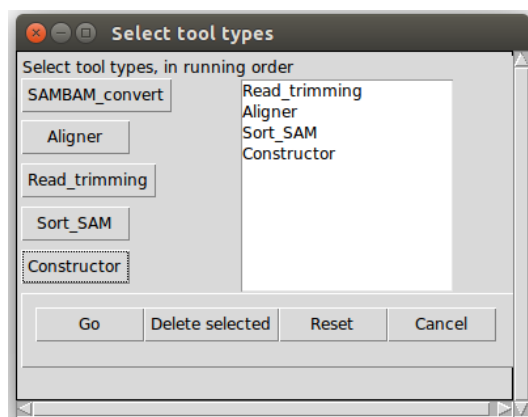 Select tool types
Select tool types, in running order
SAMBAM_convert
Aligner
Read_trimming
Sort_SAM
Constructor
Read_trimming
Aligner
Sort_SAM
Constructor
Go
Delete selected
Reset
Cancel